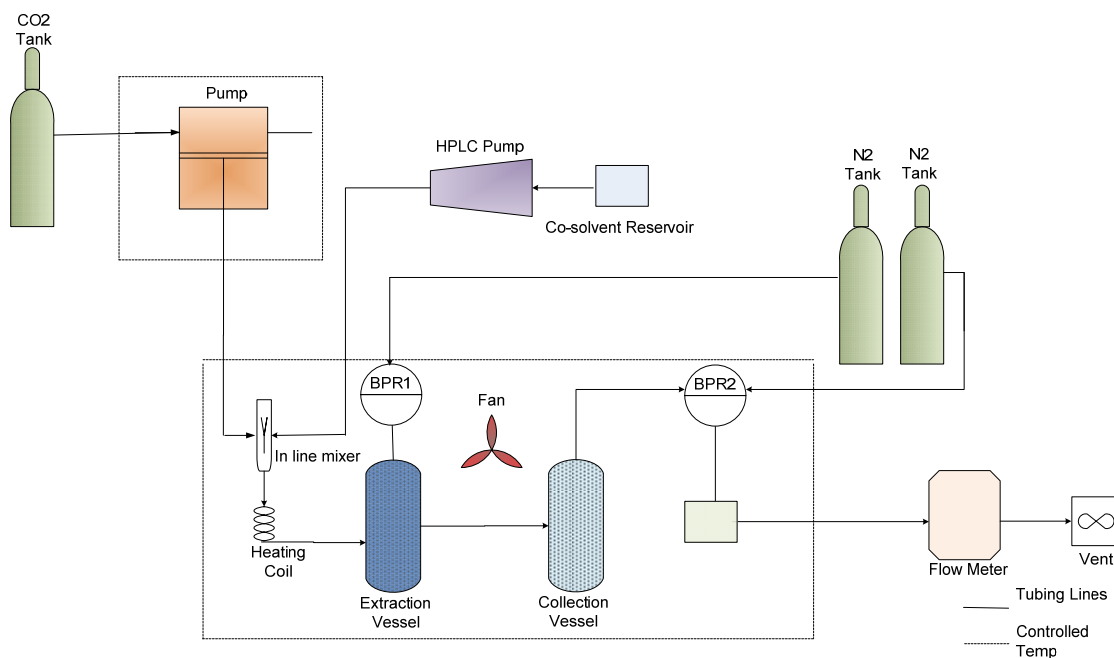 CO2
Tank
Pump
HPLC Pump
Co-solvent Reservoir
N2
Tank
N2
Tank
BPR1
BPR2
Fan
In line mixer
Heating
Coil
Extraction
Vessel
Collection
Vessel
Flow Meter
Vent
Tubing Lines
Controlled
Temp